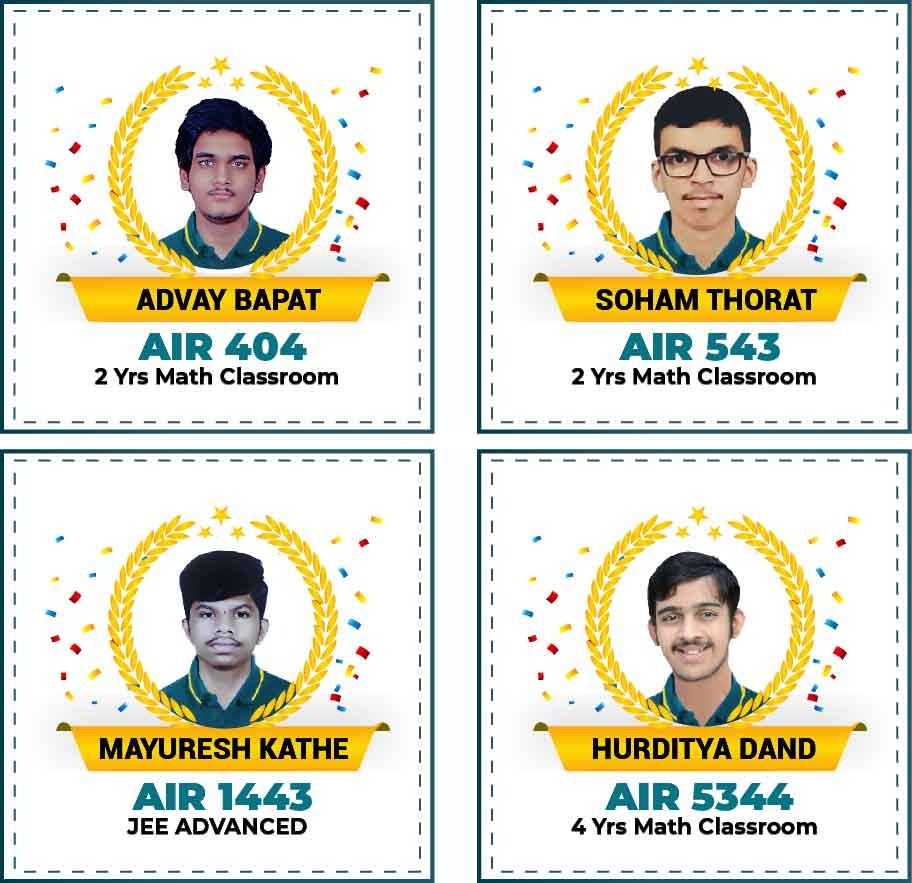 ADVAY BAPAT
AIR 404
2 Yrs Math Classroom
SOHAM THORAT
AIR 543
2 Yrs Math Classroom
MAYURESH KATHE
AIR 1443
JEE ADVANCED
HURDITYA DAND
AIR 5344
4 Yrs Math Classroom